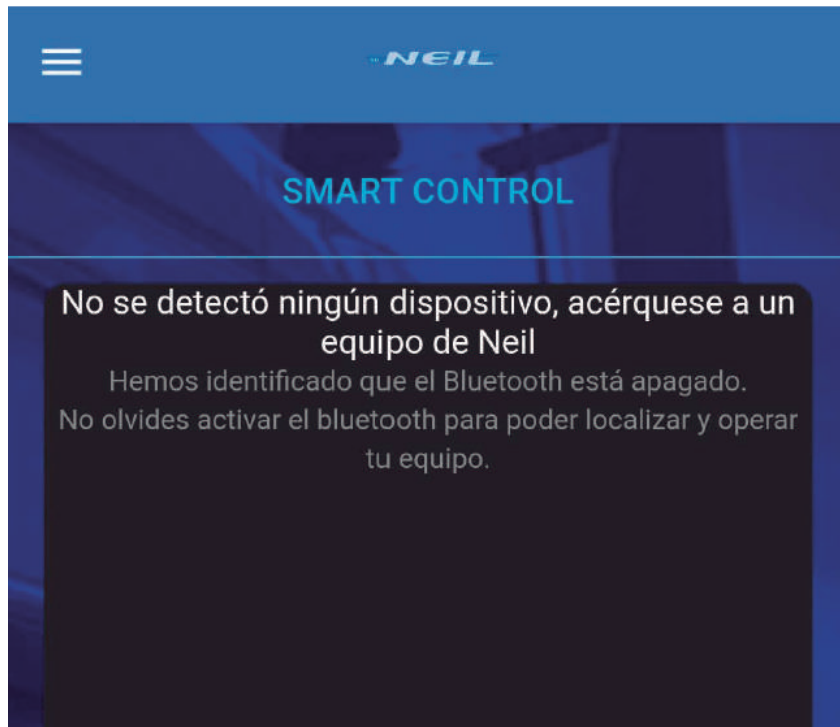 NEIL
SMART CONTROL
No se detectó ningún dispositivo, acérquese a un
equipo de Neil
Hemos identificado que el Bluetooth está apagado.
No olvides activar el bluetooth para poder localizar y operar
tu equipo.